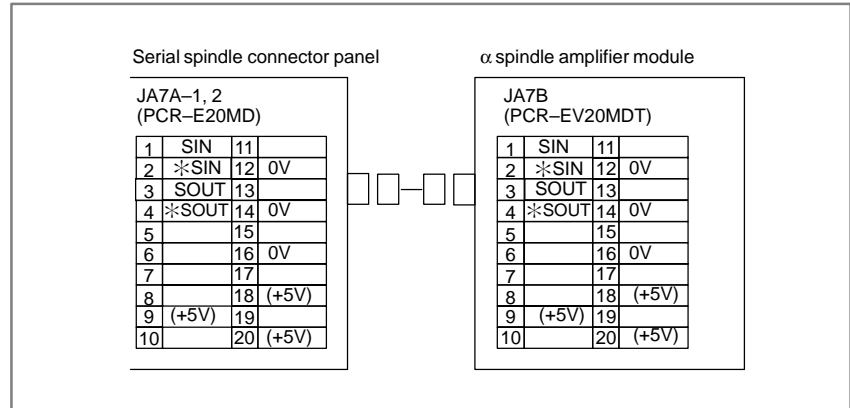 Serial spindle connector panel
α spindle amplifier module
JA7A–1, 2
(PCR–E20MD)
1 SIN 11
2 ✳SIN 12 0V
3 SOUT 13
4 ✳SOUT 14 0V
5 15
6 16 0V
7 17
8 18 (+5V)
9 (+5V) 19
10 20 (+5V)
JA7B
(PCR–EV20MDT)
1 SIN 11
2 ✳SIN 12 0V
3 SOUT 13
4 ✳SOUT 14 0V
5 15
6 16 0V
7 17
8 18 (+5V)
9 (+5V) 19
10 20 (+5V)